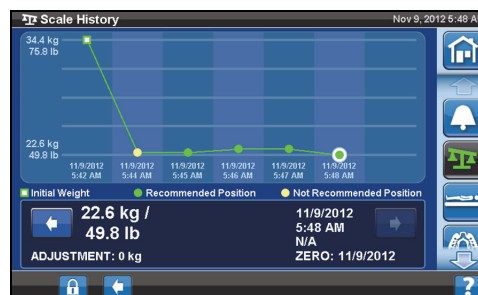 Scale History
Nov 9, 2012 5:48 AM
34.4 kg
75.8 lb
22.6 kg
49.8 lb
11/9/2012 11/9/2012 11/9/2012 11/9/2012 11/9/2012 11/9/2012
5:42 AM 5:44 AM 5:45 AM 5:46 AM 5:47 AM 5:48 AM
Initial Weight Recommended Position Not Recommended Position
22.6 kg /
49.8 lb
ADJUSTMENT: 0 kg
11/9/2012
5:48 AM
N/A
ZERO: 11/9/2012
?